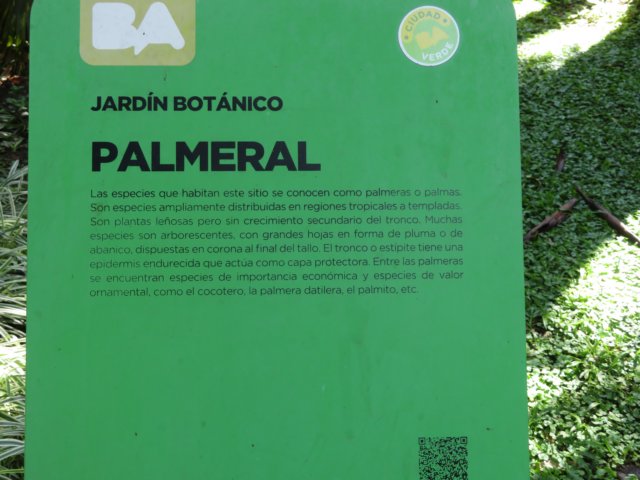 BA
CIUDAD
BA
VERDE
JARDÍN BOTÁNICO
PALMERAL
Las especies que habitan este sitio se conocen como palmeras o palmas.
Son especies ampliamente distribuidas en regiones tropicales a templadas.
Son plantas leñosas pero sin crecimiento secundario del tronco. Muchas
especies son arborescentes, con grandes hojas en forma de pluma o de
abanico, dispuestas en corona al final del tallo. El tronco o estípite tiene una
epidermis endurecida que actúa como capa protectora. Entre las palmeras
se encuentran especies de importancia económica y especies de valor
ornamental, como el cocotero, la palmera datilera, el palmito, etc.